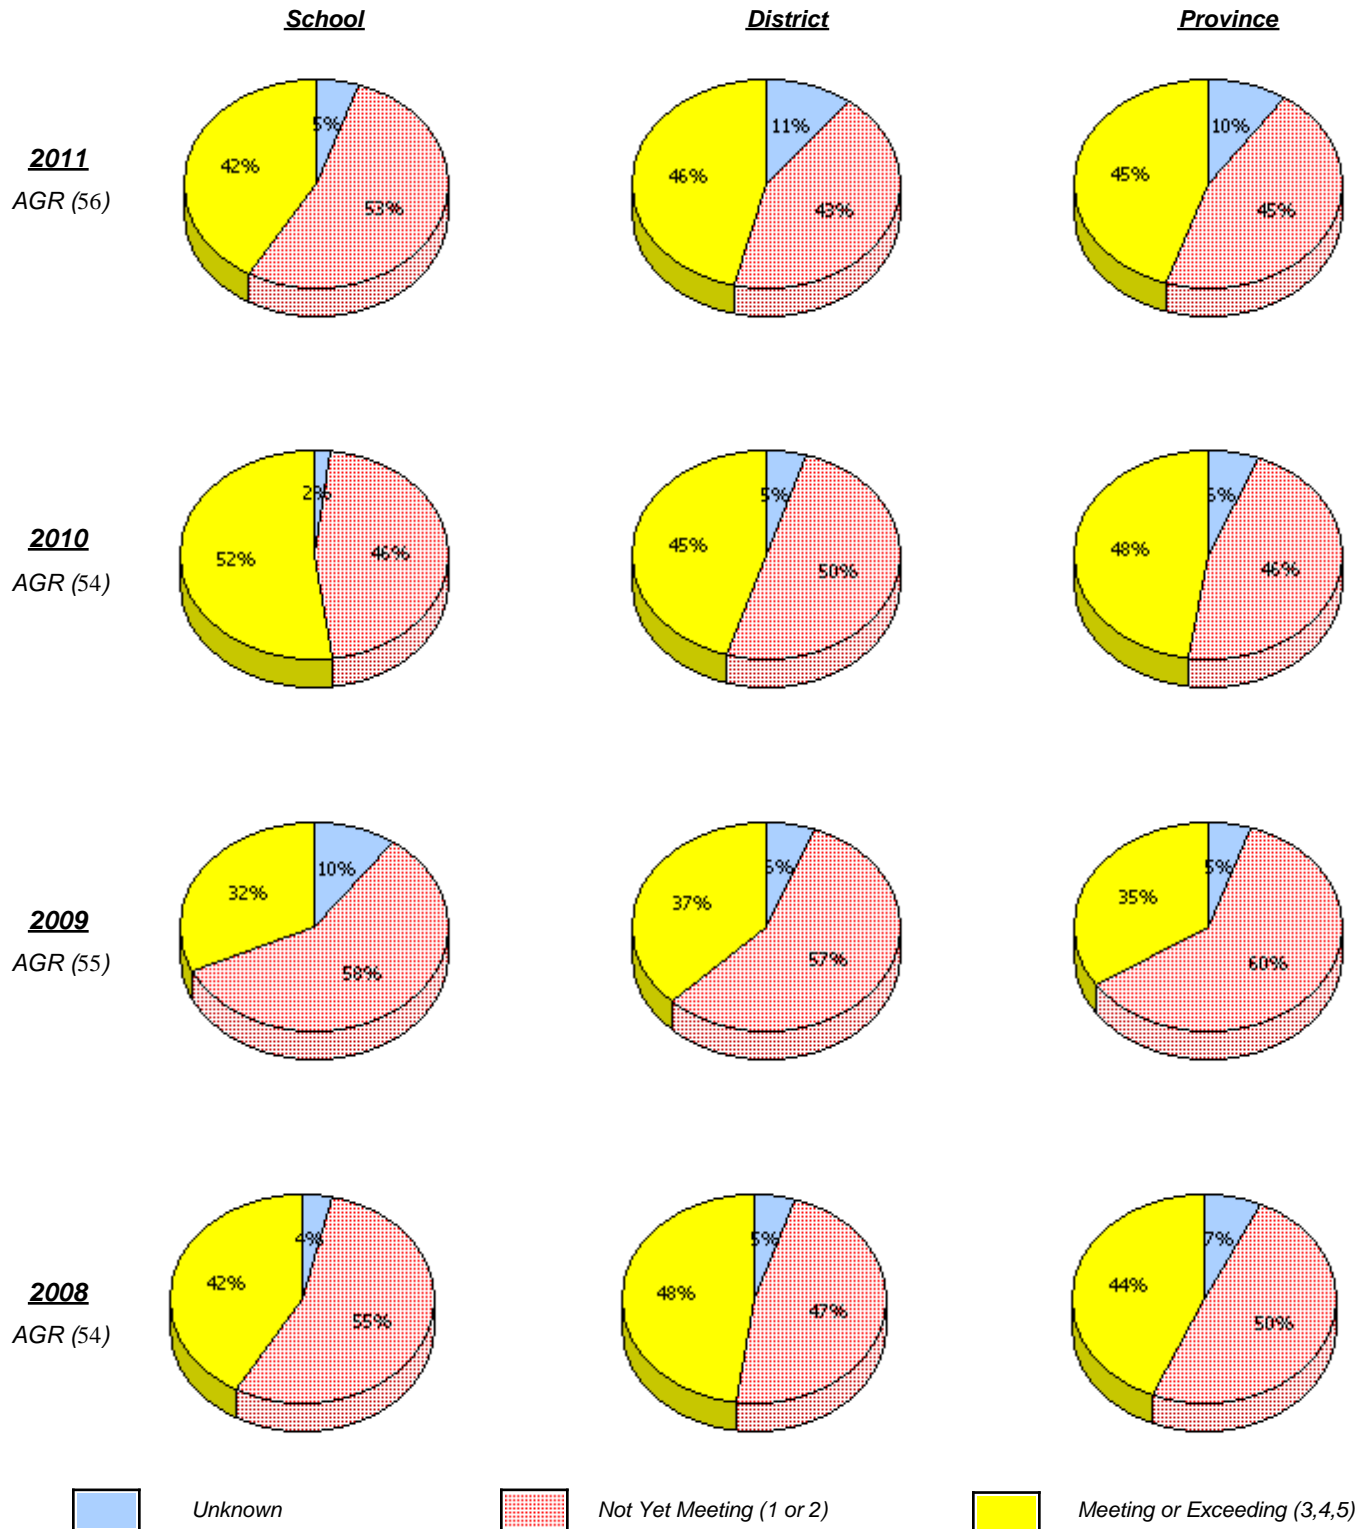 School District Province
5% 11% 10%
42% 46% 45%
2011
53% 43% 45%
AGR (56)
2% 5% 6%
52% 46% 45% 50% 48% 46%
2010
AGR (54)
10% 6% 5%
32% 37% 35%
2009
58% 57% 60%
AGR (55)
4% 5% 7%
42% 48% 44%
2008
55% 47% 50%
AGR (54)
Unknown Not Yet Meeting (1 or 2) Meeting or Exceeding (3,4,5)